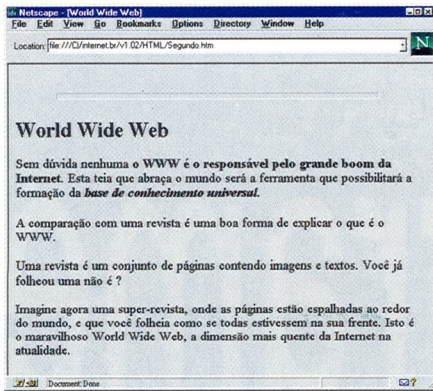 Netscape - [World Wide Web]
File Edit View Go Bookmarks Options Directory Window Help
Location: file:///C|/internet.br/v1.02/HTML/Segundo.htm
N
World Wide Web
Sem dúvida nenhuma o WWW é o responsável pelo grande boom da
Internet. Esta teia que abraça o mundo será a ferramenta que possibilitará a
formação da base de conhecimento universal.
A comparação com uma revista é uma boa forma de explicar o que é o
WWW.
Uma revista é um conjunto de páginas contendo imagens e textos. Você já
folheou uma não é ?
Imagine agora uma super-revista, onde as páginas estão espalhadas ao redor
do mundo, e que você folheia como se todas estivessem na sua frente. Isto é
o maravilhoso World Wide Web, a dimensão mais quente da Internet na
atualidade.
Document: Done
?